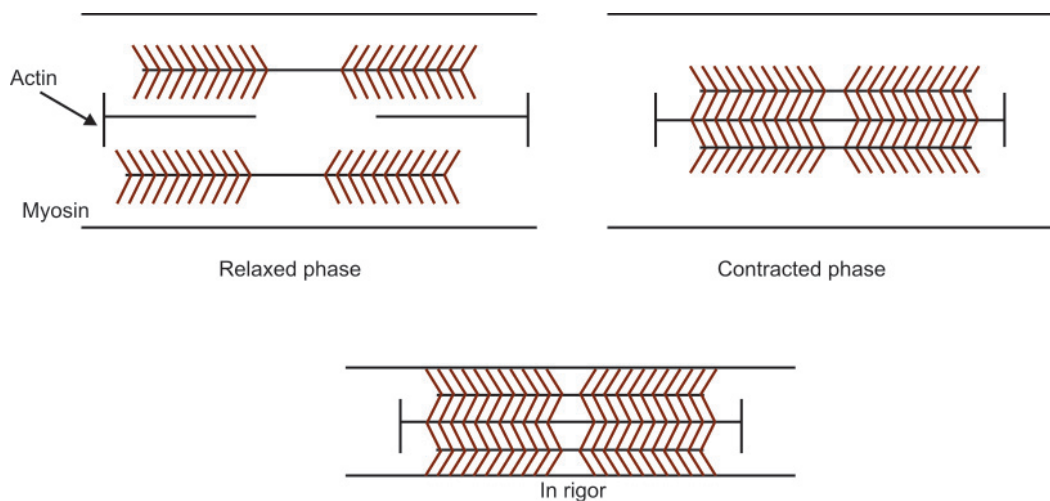 Actin
Myosin
Relaxed phase
Contracted phase
In rigor